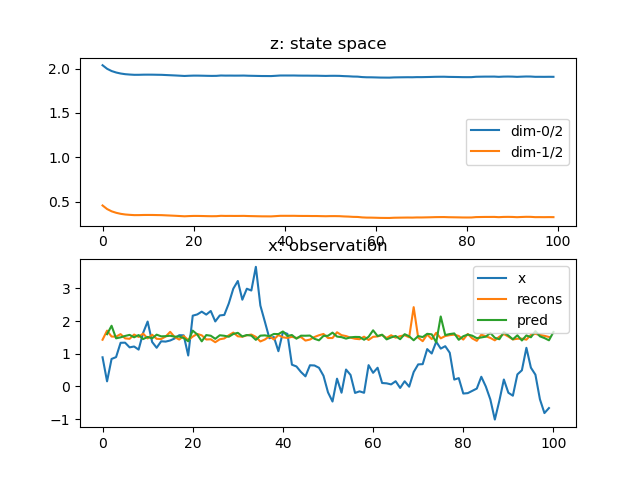 z: state space
2.0
1.5
1.0
0.5
dim-0/2
dim-1/2
0 20 40 60 80 100
x: observation
3
2
1
0
−1
x
recons
pred
0 20 40 60 80 100